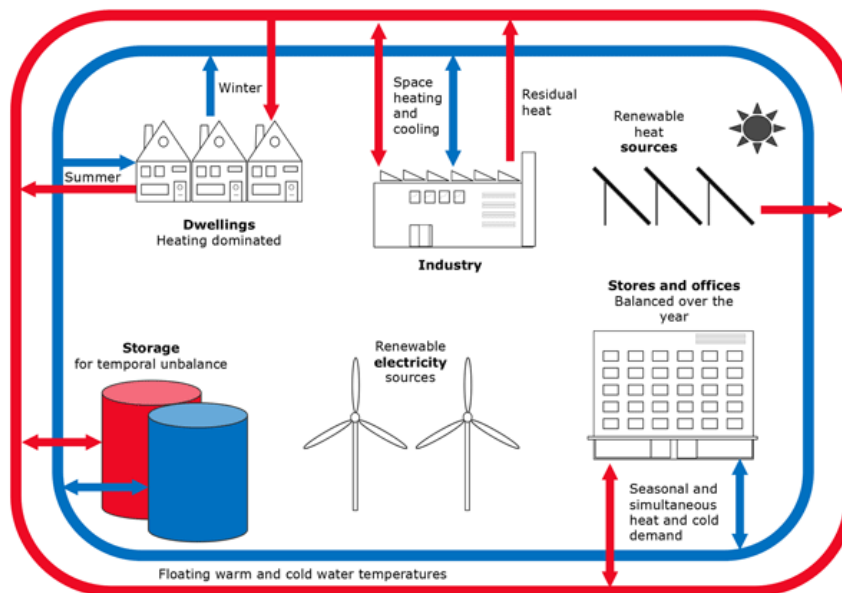 Winter
Summer
Dwellings
Heating dominated
Space
heating
and
cooling
Residual
heat
Industry
Renewable
heat
sources
Stores and offices
Balanced over the
year
Storage
for temporal unbalance
Renewable
electricity
sources
Seasonal and
simultaneous
heat and cold
demand
Floating warm and cold water temperatures